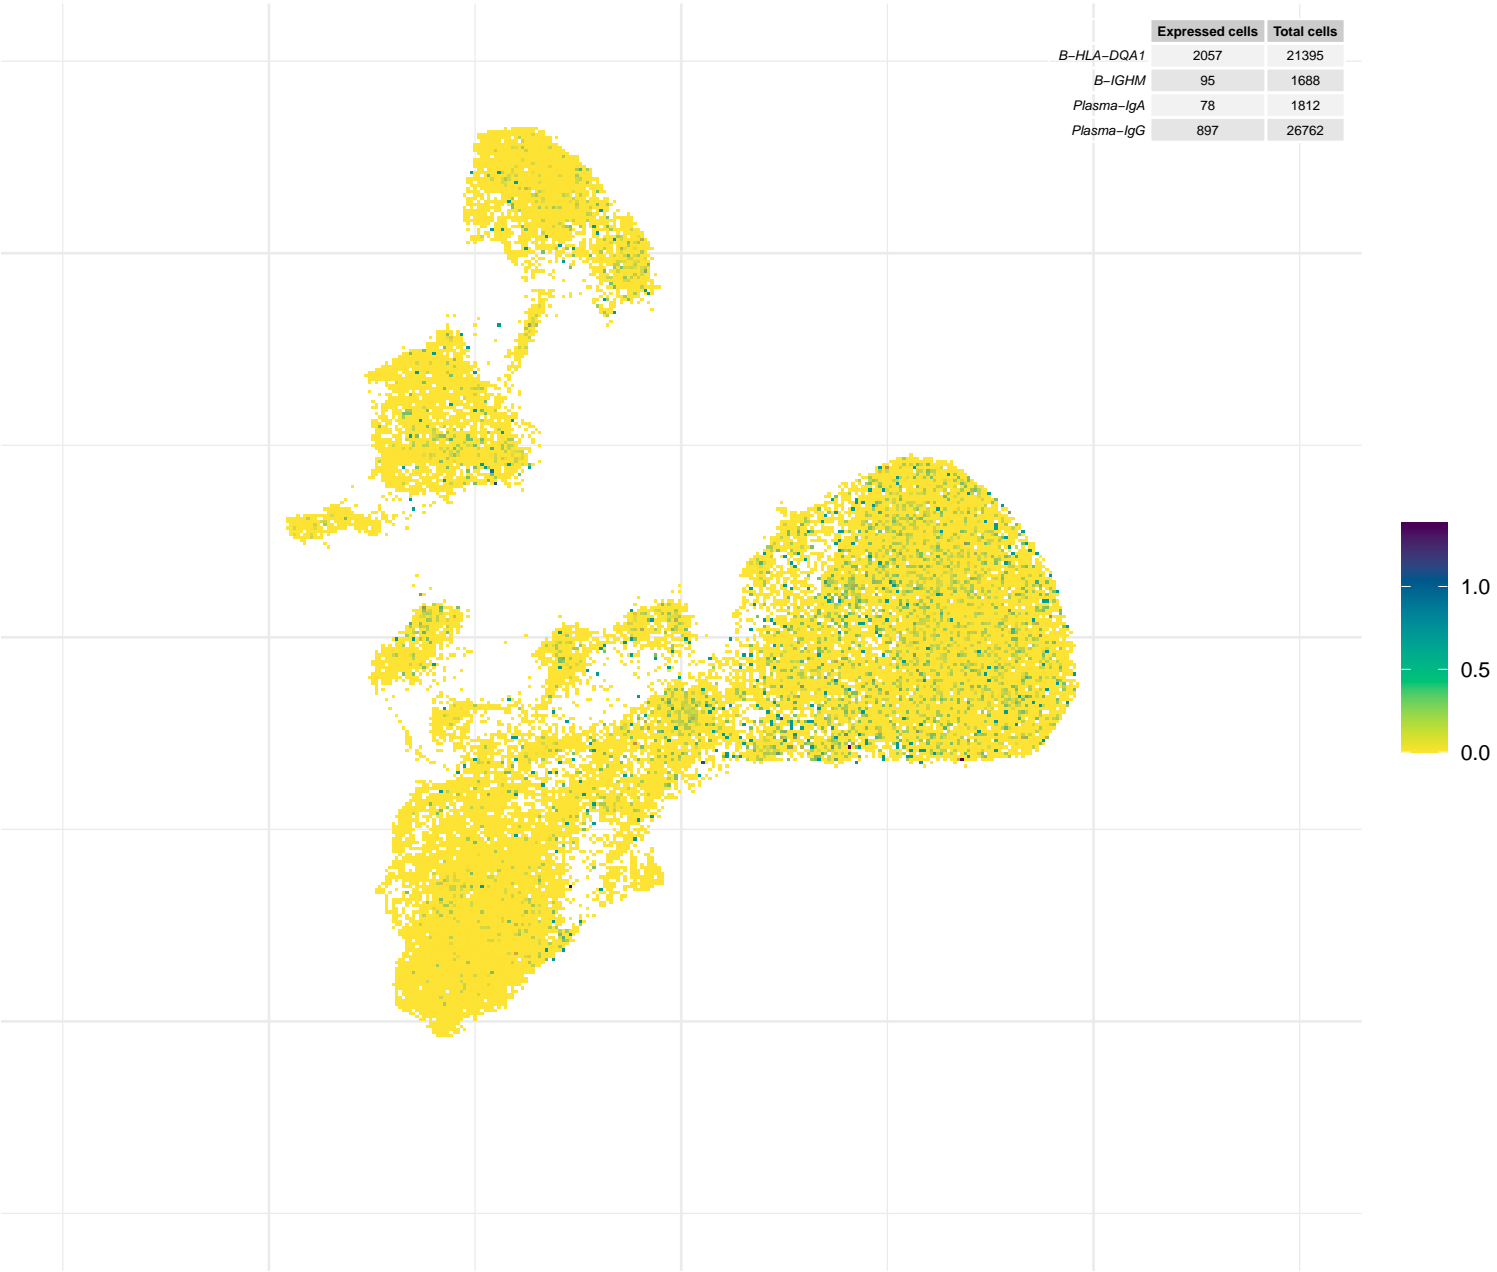 Expressed cells Total cells
B−HLA−DQA1 2057 21395
B−IGHM 95 1688
Plasma−IgA 78 1812
Plasma−IgG 897 26762
1.0
0.5
0.0